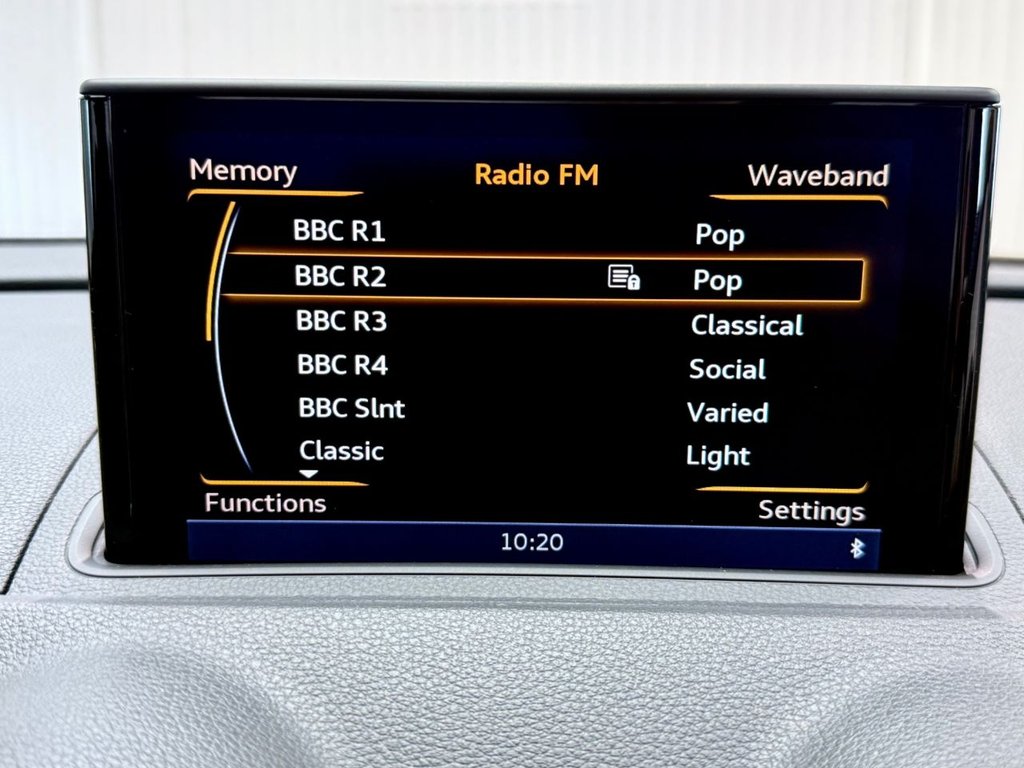 Memory Radio FM Waveband
BBC R1 Pop
BBC R2 Pop
BBC R3 Classical
BBC R4 Social
BBC Slnt Varied
Classic Light
Functions Settings
10:20